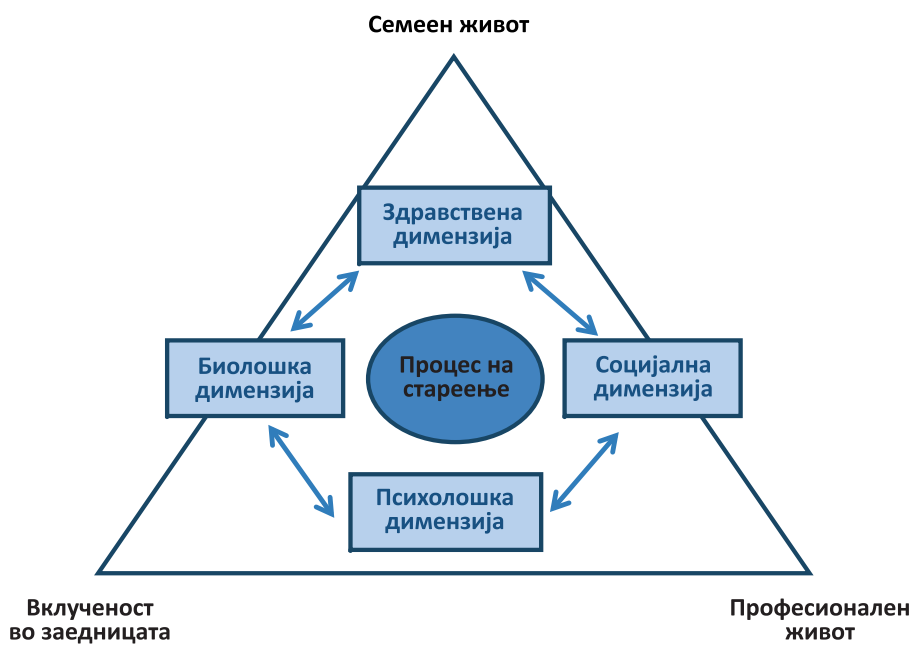 Семеен живот
Здравствена
димензија
Биолошка
димензија
Процес на
стареење
Социјална
димензија
Психолошка
димензија
Вклученост
во заедницата
Професионален
живот